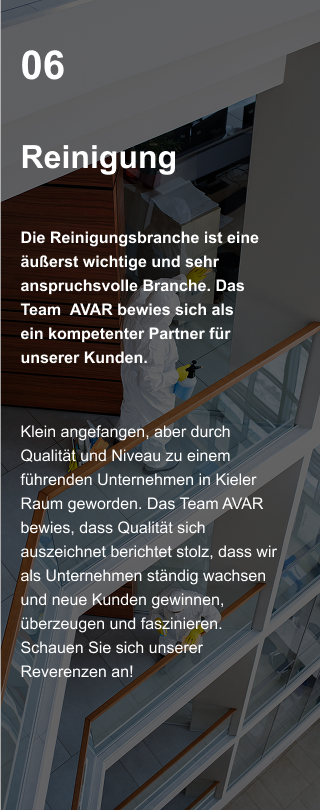 06
Reinigung
Die Reinigungsbranche ist eine
äußerst wichtige und sehr
anspruchsvolle Branche. Das
Team  AVAR bewies sich als
ein kompetenter Partner für
unserer Kunden.
Klein angefangen, aber durch
Qualität und Niveau zu einem
führenden Unternehmen in Kieler
Raum geworden. Das Team AVAR
bewies, dass Qualität sich
auszeichnet berichtet stolz, dass wir
als Unternehmen ständig wachsen
und neue Kunden gewinnen,
überzeugen und faszinieren.
Schauen Sie sich unserer
Reverenzen an!